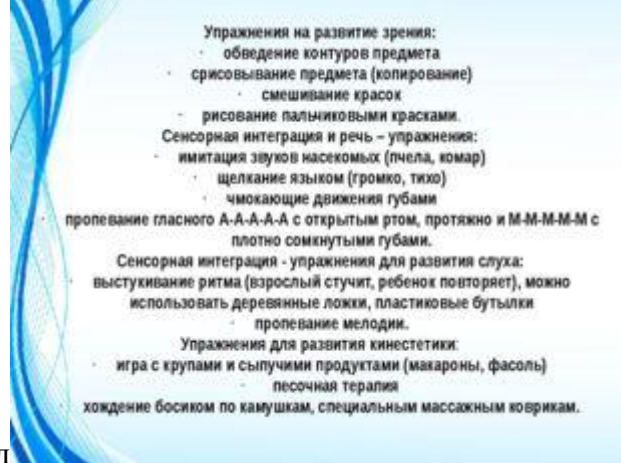 Упражнения на развитие зрения:
· обведение контуров предмета
· срисовывание предмета (копирование)
· смешивание красок
· рисование пальчиковыми красками.
Сенсорная интеграция и речь – упражнения:
· имитация звуков насекомых (пчела, комар)
· щелкание языком (громко, тихо)
· чмокающие движения губами
· пропевание гласного А-А-А-А-А с открытым ртом, протяжно и М-М-М-М-М с
плотно сомкнутыми губами.
Сенсорная интеграция - упражнения для развития слуха:
· выстукивание ритма (взрослый стучит, ребенок повторяет), можно
использовать деревянные ложки, пластиковые бутылки
· пропевание мелодии.
Упражнения для развития кинестетики:
· игра с крупами и сыпучими продуктами (макароны, фасоль)
· песочная терапия
· хождение босиком по камушкам, специальным массажным коврикам.